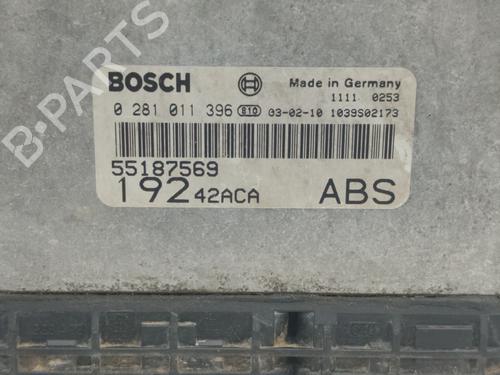 BOSCH Made in Germany
1111 0253
0 281 011 396 810 03-02-10 1039S02173
55187569
192 42ACA ABS
B-PARTS